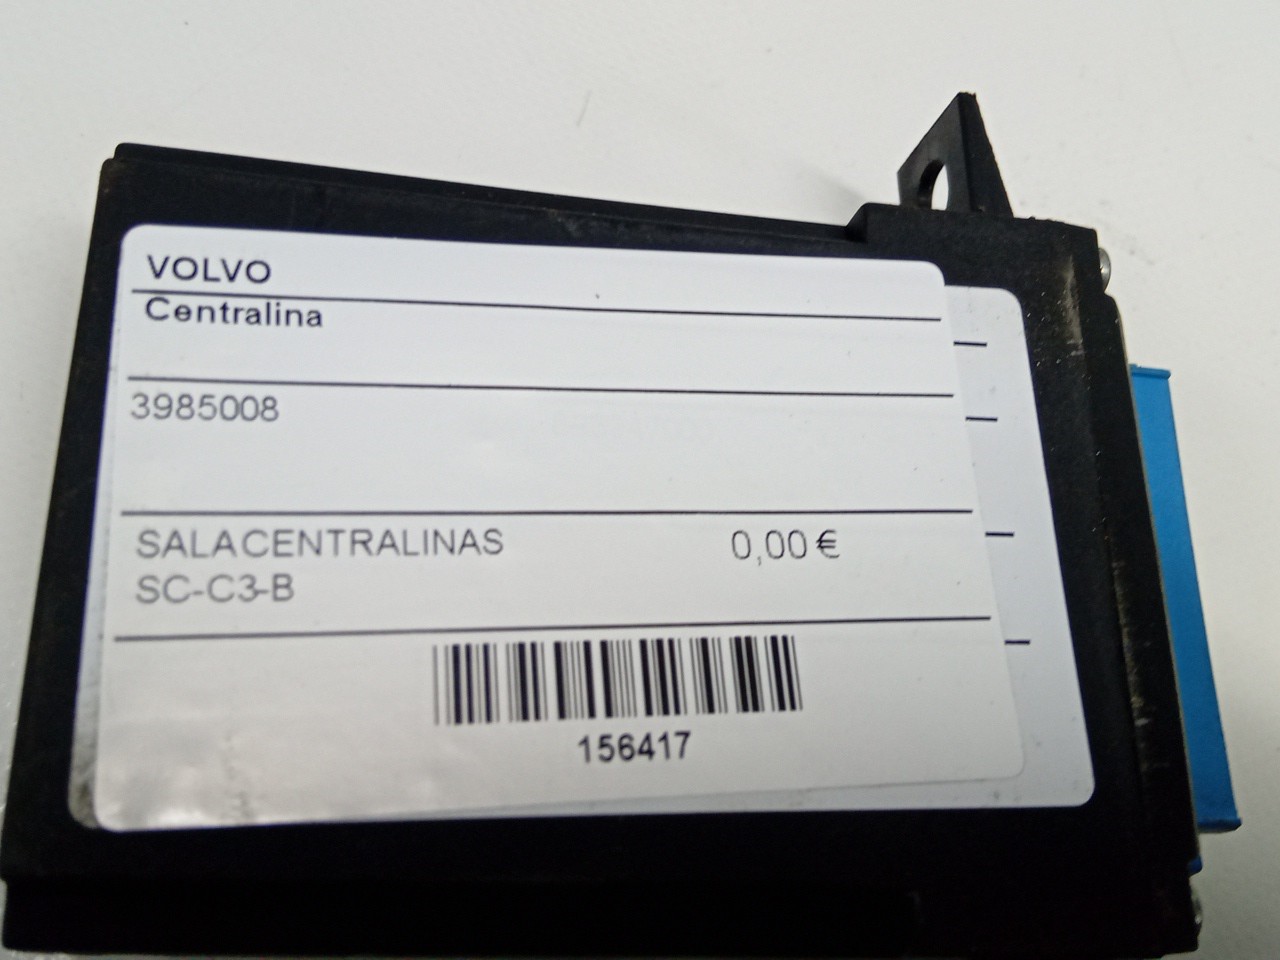 VOLVO
Centralina
3985008
SALACENTRALINAS 0,00 €
SC-C3-B
156417